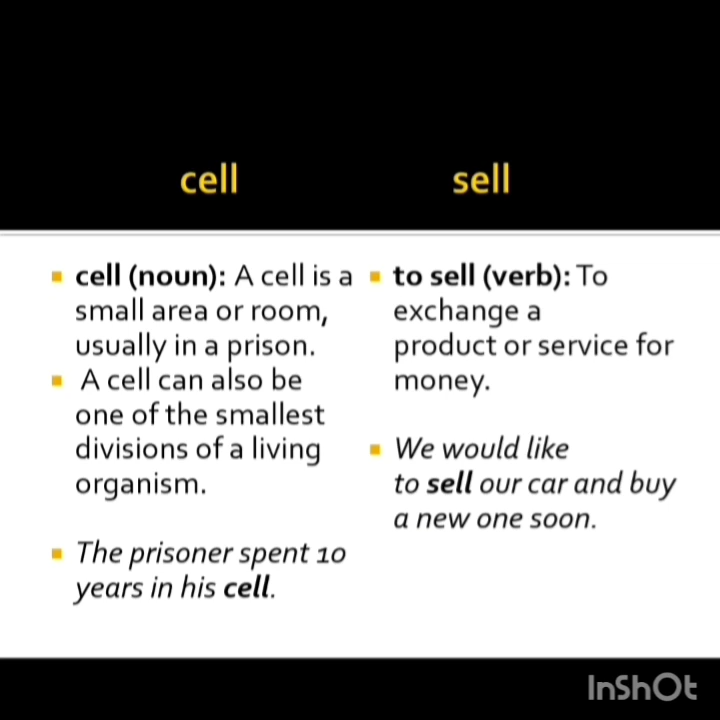 cell
sell
cell (noun): A cell is a
small area or room,
usually in a prison.
A cell can also be
one of the smallest
divisions of a living
organism.
The prisoner spent 10
years in his cell.
to sell (verb): To
exchange a
product or service for
money.
We would like
to sell our car and buy
a new one soon.
InShOt